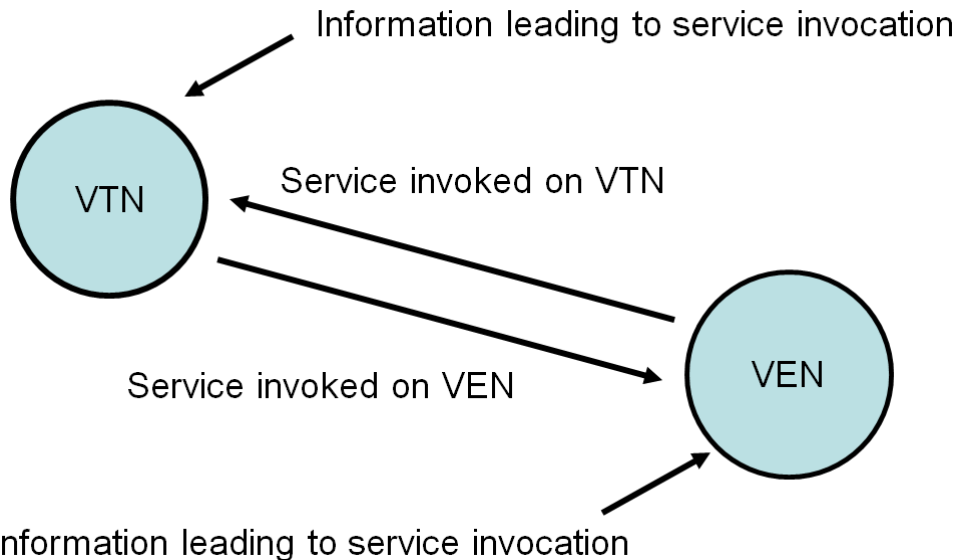 Information leading to service invocation
Service invoked on VTN
VTN
VEN
Service invoked on VEN
nformation leading to service invocation